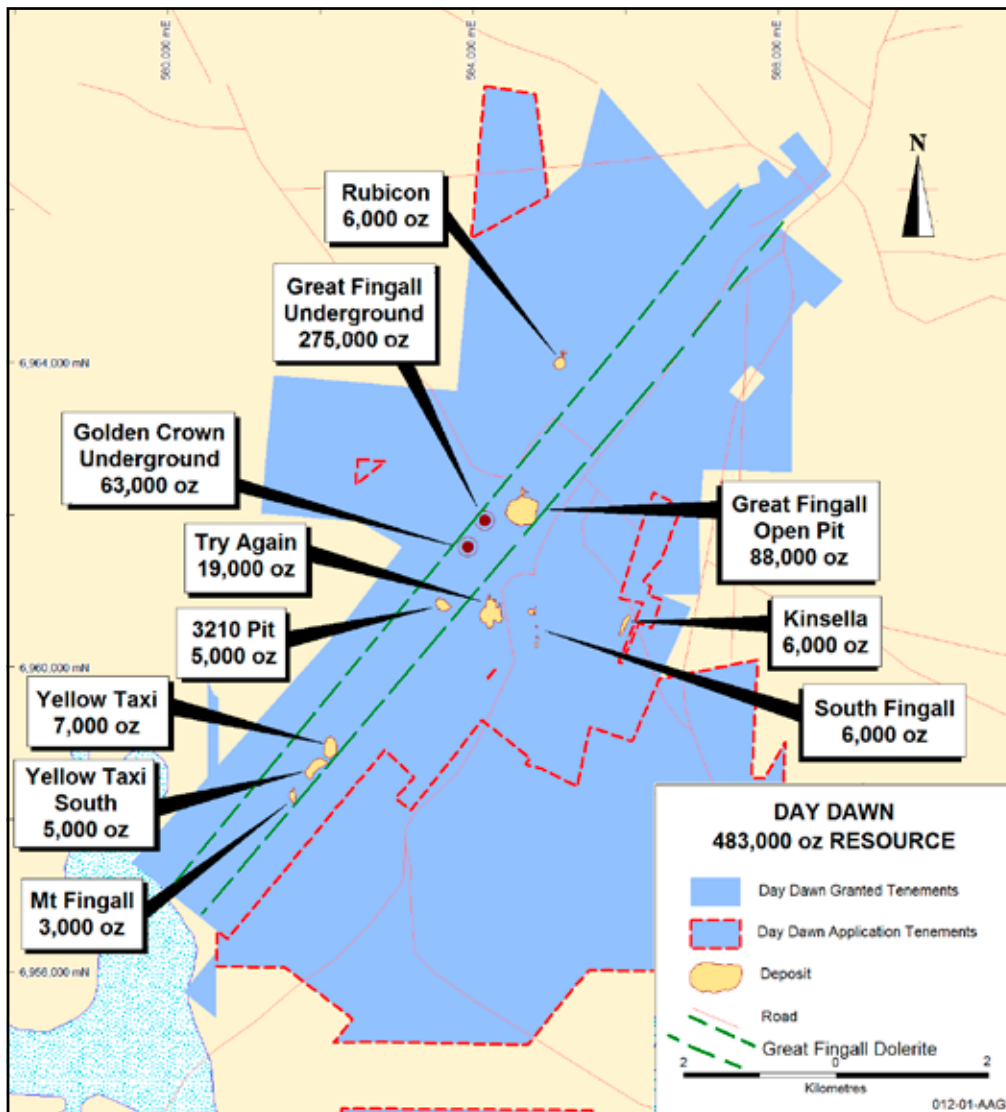 580,000 mE
584,000 mE
588,000 mE
N
Rubicon
6,000 oz
Great Fingall
Underground
275,000 oz
6,964,000 mN
Golden Crown
Underground
63,000 oz
Great Fingall
Open Pit
88,000 oz
Try Again
19,000 oz
3210 Pit
5,000 oz
Kinsella
6,000 oz
6,960,000 mN
Yellow Taxi
7,000 oz
South Fingall
6,000 oz
Yellow Taxi
South
5,000 oz
Mt Fingall
3,000 oz
6,956,000 mN
DAY DAWN
483,000 oz RESOURCE
Day Dawn Granted Tenements
Day Dawn Application Tenements
Deposit
Road
Great Fingall Dolerite
2 0 2
Kilometres
012-01-AAG